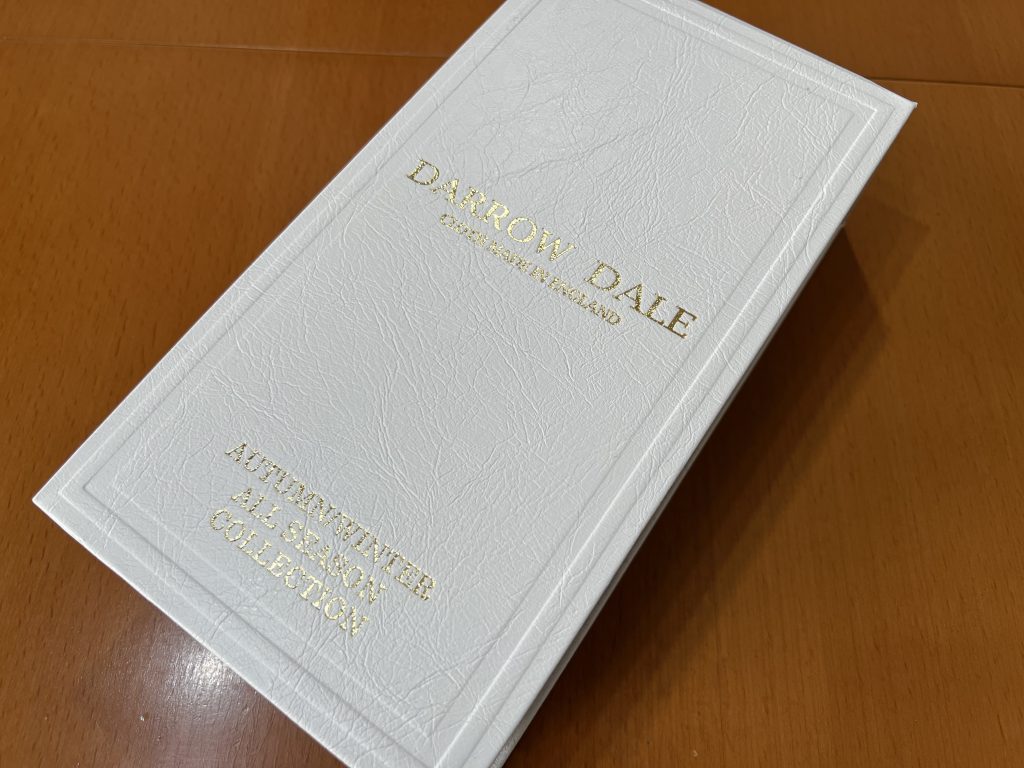 DARROW DALE
CLOTH MADE IN ENGLAND
AUTUMN/WINTER
ALL SEASON
COLLECTION